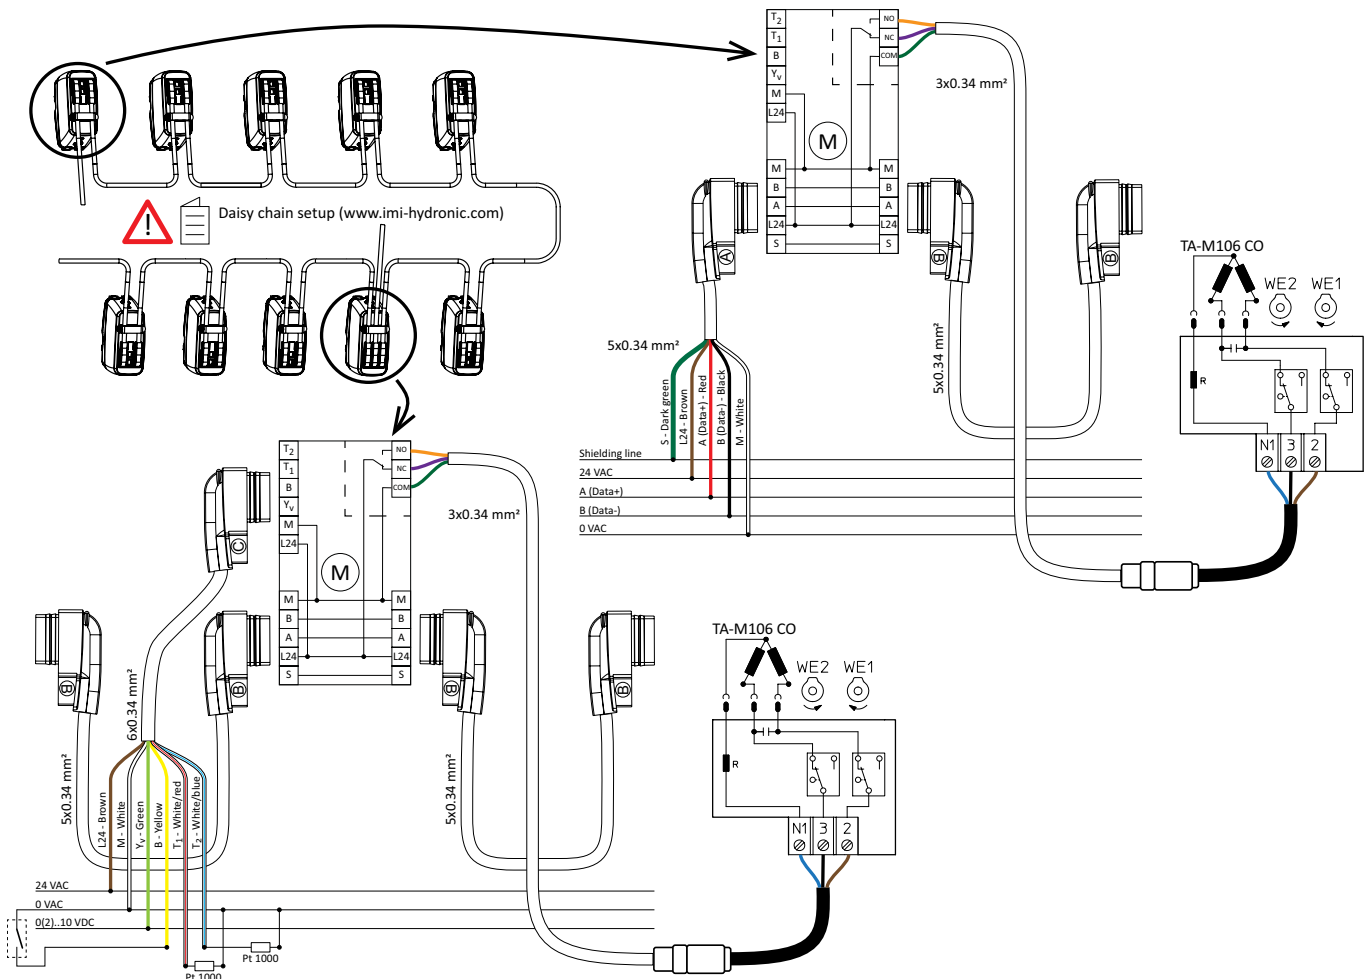 T2
T1
B
Yv
M
L24
M
B
A
L24
S
NO
NC
COM
M
B
A
L24
S
M
3x0.34 mm²
Daisy chain setup (www.imi-hydronic.com)
A
B
B
5x0.34 mm²
5x0.34 mm²
S - Dark green
L24 - Brown
A (Data+) - Red
B (Data-) - Black
M - White
Shielding line
24 VAC
A (Data+)
B (Data-)
0 VAC
TA-M106 CO
WE2 WE1
R
N1 3 2
T2
T1
B
Yv
M
L24
M
B
A
L24
S
NO
NC
COM
M
B
A
L24
S
M
3x0.34 mm²
C
B
B
B
B
6x0.34 mm²
5x0.34 mm²
5x0.34 mm²
L24 - Brown
M - White
Yv - Green
B - Yellow
T1 - White/red
T2 - White/blue
24 VAC
0 VAC
0(2)..10 VDC
Pt 1000
Pt 1000
TA-M106 CO
WE2 WE1
R
N1 3 2